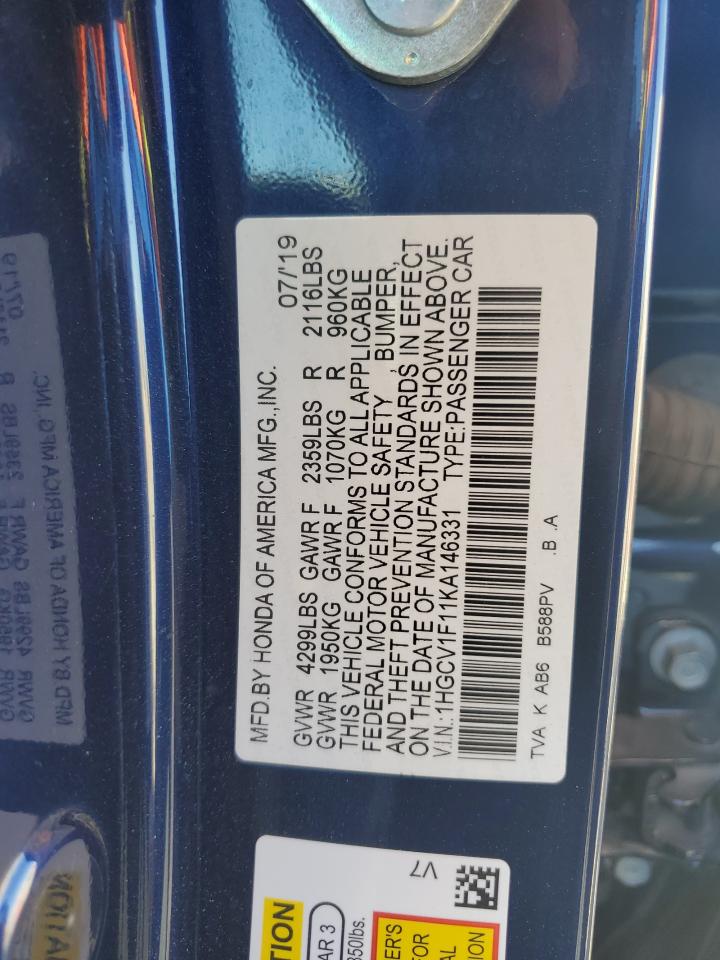 MFD.BY HONDA OF AMERICA MFG.,INC. 07/'19
GVWR 4299LBS GAWR F 2359LBS R 2116LBS
GVWR 1950KG GAWR F 1070KG R 960KG
THIS VEHICLE CONFORMS TO ALL APPLICABLE
FEDERAL MOTOR VEHICLE SAFETY , BUMPER,
AND THEFT PREVENTION STANDARDS IN EFFECT
ON THE DATE OF MANUFACTURE SHOWN ABOVE.
V.I.N.:1HGCV1F11KA146331 TYPE:PASSENGER CAR
TVA K AB6 B588PV .B .A
V7